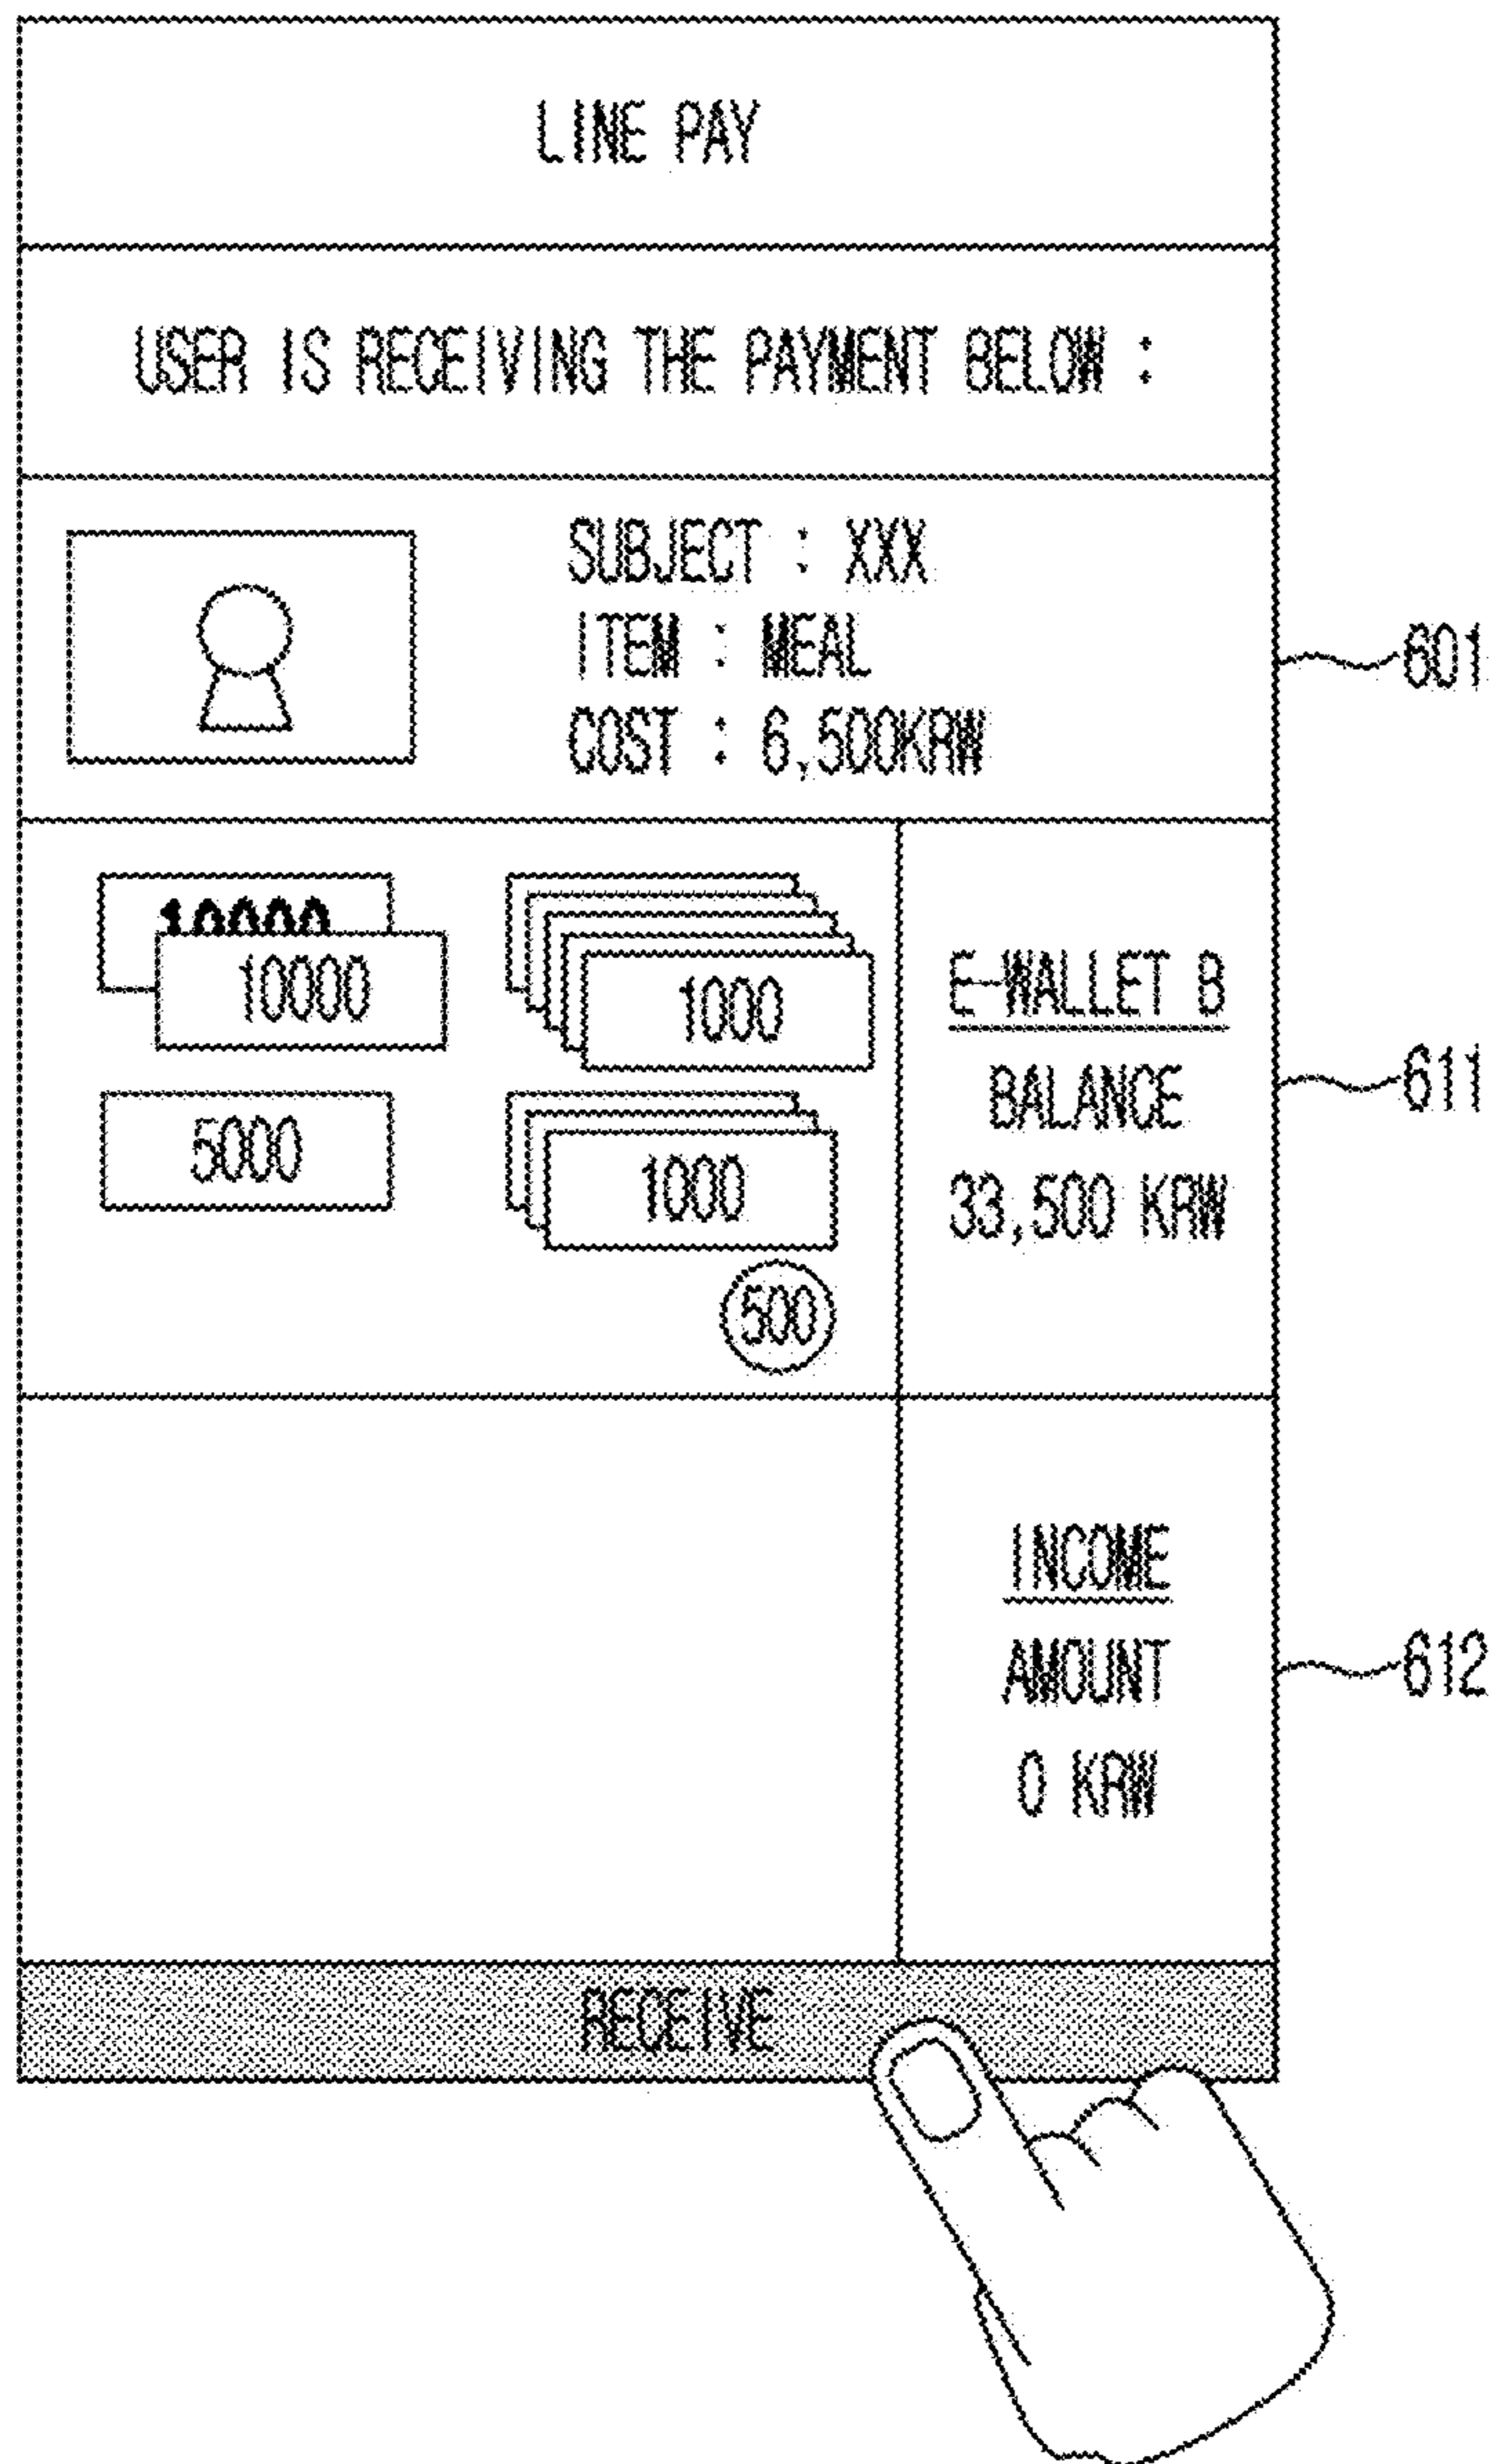 LINE PAY
USER IS RECEIVING THE PAYMENT BELOW :
SUBJECT : XXX
ITEM : MEAL
COST : 6,500KRW
601
10000
10000
1000
5000
1000
500
E-WALLET B
BALANCE
33,500 KRW
611
INCOME
AMOUNT
0 KRW
612
RECEIVE